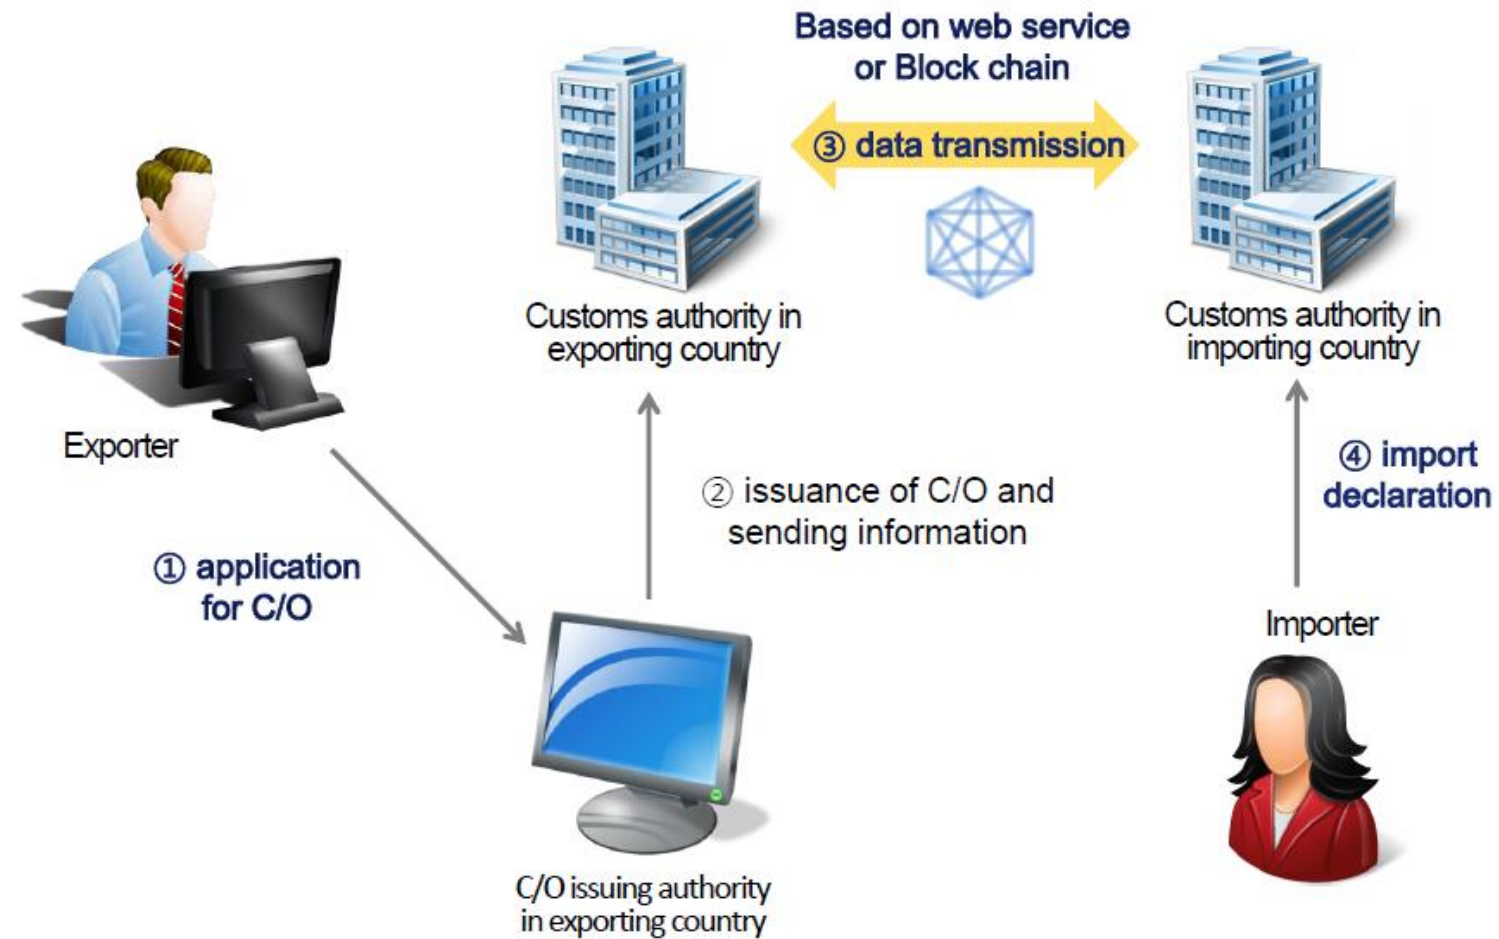 Based on web service
or Block chain
③ data transmission
Customs authority in
exporting country
Customs authority in
importing country
Exporter
① application
for C/O
② issuance of C/O and
sending information
④ import
declaration
Importer
C/O issuing authority
in exporting country